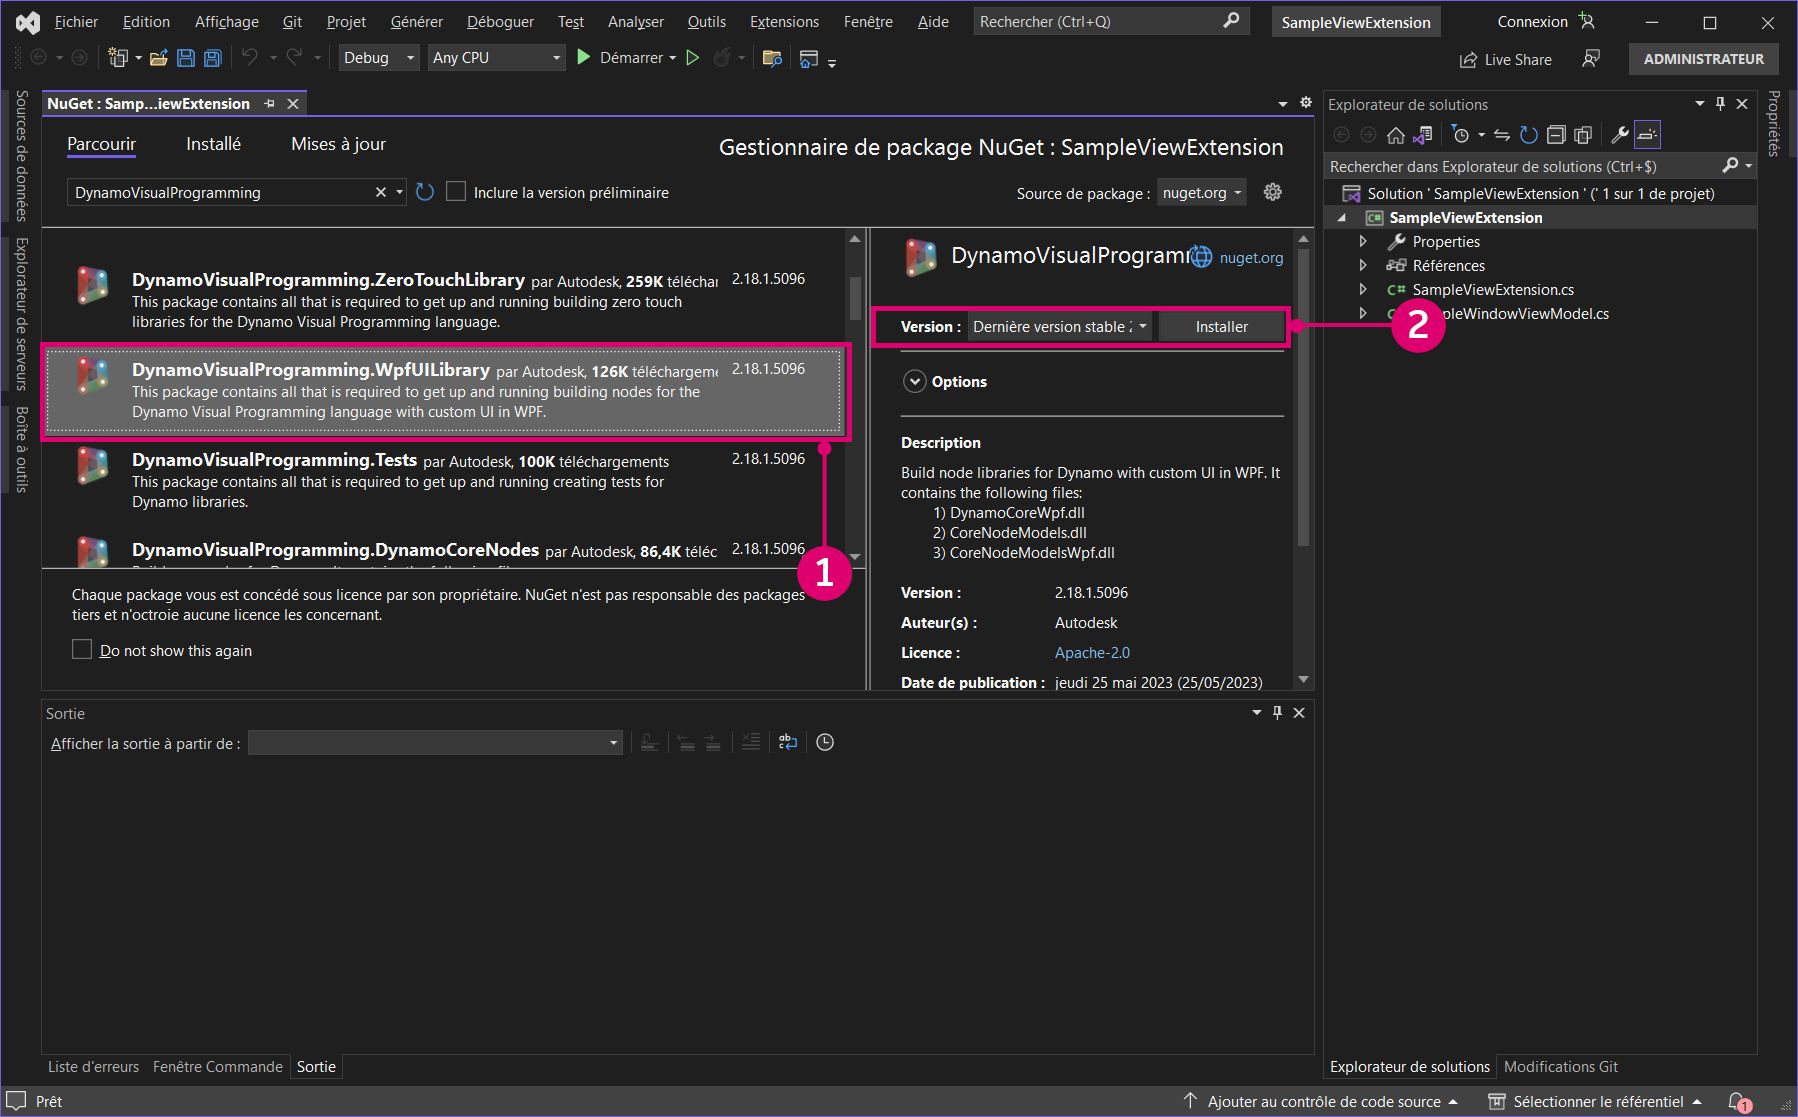 Fichier Edition Affichage Git Projet Générer Déboguer Test Analyser Outils Extensions Fenêtre Aide Rechercher (Ctrl+Q) SampleViewExtension Connexion
Debug Any CPU Démarrer Live Share ADMINISTRATEUR
Sources de données
Explorateur de serveurs
Boîte à outils
NuGet : Samp...iewExtension
Parcourir Installé Mises à jour
Gestionnaire de package NuGet : SampleViewExtension
DynamoVisualProgramming Inclure la version préliminaire
Source de package : nuget.org
DynamoVisualProgramming.ZeroTouchLibrary par Autodesk, 259K téléchar 2.18.1.5096
This package contains all that is required to get up and running building zero touch
libraries for the Dynamo Visual Programming language.
DynamoVisualProgramming.WpfUILibrary par Autodesk, 126K téléchargeme 2.18.1.5096
This package contains all that is required to get up and running building nodes for the
Dynamo Visual Programming language with custom UI in WPF.
DynamoVisualProgramming.Tests par Autodesk, 100K téléchargements 2.18.1.5096
This package contains all that is required to get up and running creating tests for
Dynamo libraries.
DynamoVisualProgramming.DynamoCoreNodes par Autodesk, 86,4K téléc 2.18.1.5096
1
Chaque package vous est concédé sous licence par son propriétaire. NuGet n'est pas responsable des packages
tiers et n'octroie aucune licence les concernant.
Do not show this again
DynamoVisualProgramm nuget.org
Version : Dernière version stable Installer
2
Options
Description
Build node libraries for Dynamo with custom UI in WPF. It
contains the following files:
1) DynamoCoreWpf.dll
2) CoreNodeModels.dll
3) CoreNodeModelsWpf.dll
Version : 2.18.1.5096
Auteur(s) : Autodesk
Licence : Apache-2.0
Date de publication : jeudi 25 mai 2023 (25/05/2023)
Explorateur de solutions
Rechercher dans Explorateur de solutions (Ctrl+$)
Solution ' SampleViewExtension ' (' 1 sur 1 de projet)
SampleViewExtension
Properties
Références
C# SampleViewExtension.cs
pleWindowViewModel.cs
Propriétés
Sortie
Afficher la sortie à partir de :
Liste d'erreurs Fenêtre Commande Sortie
Explorateur de solutions Modifications Git
Prêt Ajouter au contrôle de code source Sélectionner le référentiel 1